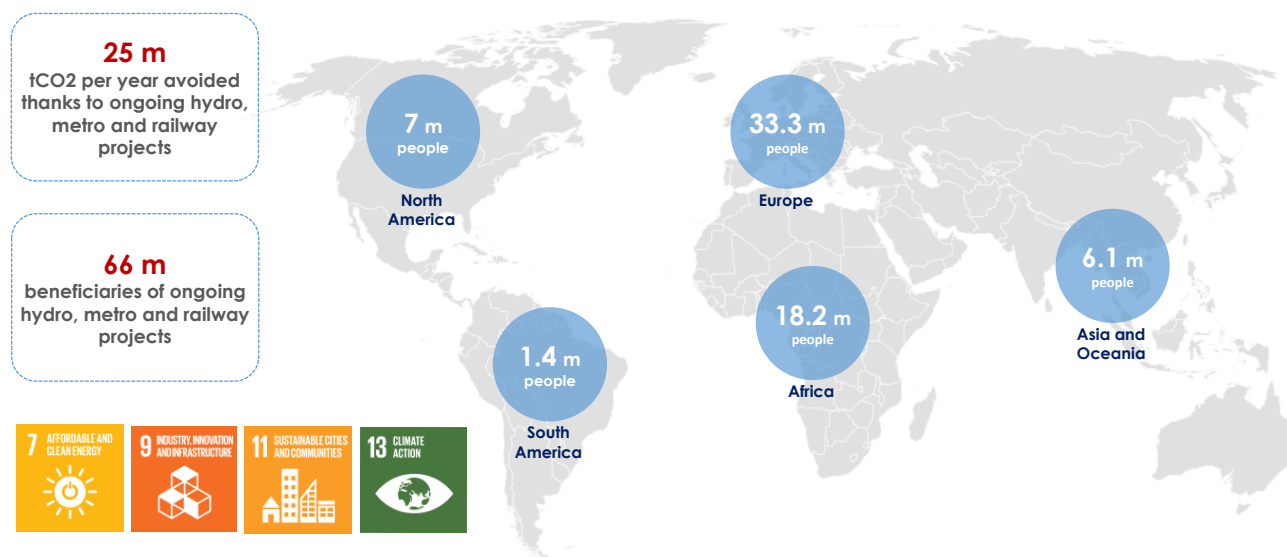 25 m
tCO2 per year avoided
thanks to ongoing hydro,
metro and railway
projects
66 m
beneficiaries of ongoing
hydro, metro and railway
projects
7 AFFORDABLE AND
CLEAN ENERGY
9 INDUSTRY, INNOVATION
AND INFRASTRUCTURE
11 SUSTAINABLE CITIES
AND COMMUNITIES
13 CLIMATE
ACTION
7 m
people
North
America
33.3 m
people
Europe
6.1 m
people
Asia and
Oceania
18.2 m
people
Africa
1.4 m
people
South
America